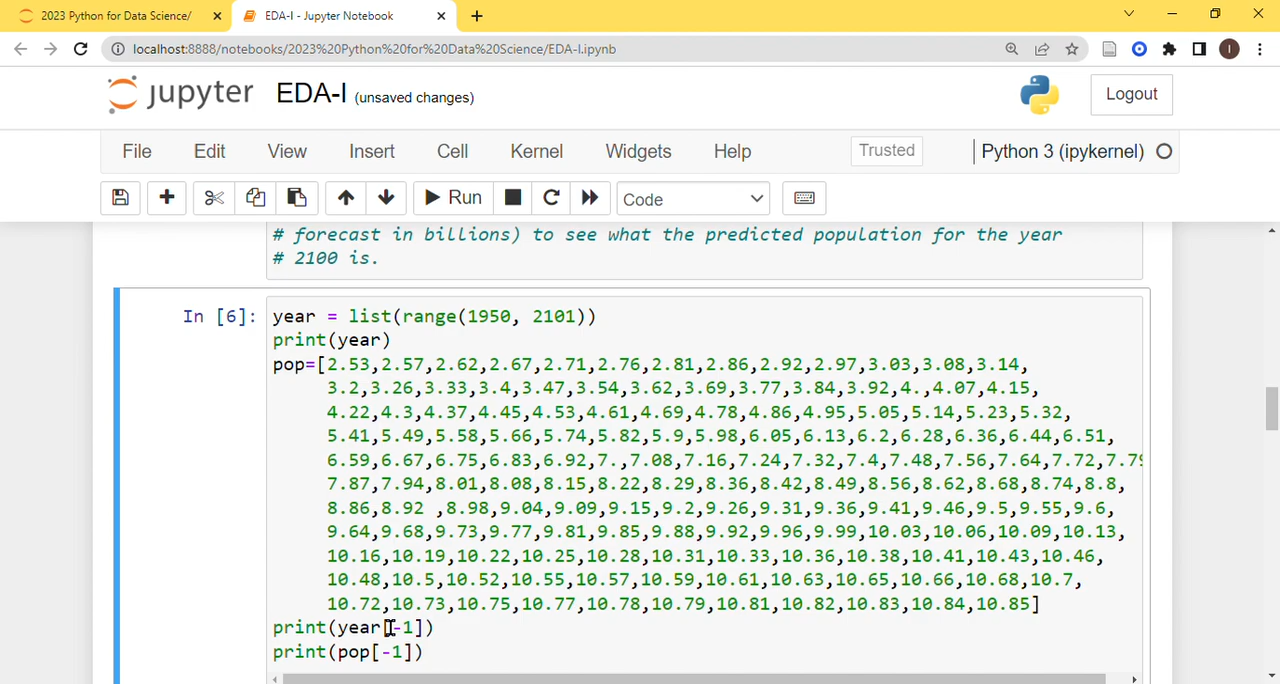 2023 Python for Data Science/
EDA-I - Jupyter Notebook
localhost:8888/notebooks/2023%20Python%20for%20Data%20Science/EDA-I.ipynb
I
jupyter EDA-I (unsaved changes)
Logout
File Edit View Insert Cell Kernel Widgets Help Trusted Python 3 (ipykernel)
Run Code
# forecast in billions) to see what the predicted population for the year
# 2100 is.
In [6]: year = list(range(1950, 2101))
print(year)
pop=[2.53,2.57,2.62,2.67,2.71,2.76,2.81,2.86,2.92,2.97,3.03,3.08,3.14,
3.2,3.26,3.33,3.4,3.47,3.54,3.62,3.69,3.77,3.84,3.92,4.,4.07,4.15,
4.22,4.3,4.37,4.45,4.53,4.61,4.69,4.78,4.86,4.95,5.05,5.14,5.23,5.32,
5.41,5.49,5.58,5.66,5.74,5.82,5.9,5.98,6.05,6.13,6.2,6.28,6.36,6.44,6.51,
6.59,6.67,6.75,6.83,6.92,7.,7.08,7.16,7.24,7.32,7.4,7.48,7.56,7.64,7.72,7.79
7.87,7.94,8.01,8.08,8.15,8.22,8.29,8.36,8.42,8.49,8.56,8.62,8.68,8.74,8.8,
8.86,8.92 ,8.98,9.04,9.09,9.15,9.2,9.26,9.31,9.36,9.41,9.46,9.5,9.55,9.6,
9.64,9.68,9.73,9.77,9.81,9.85,9.88,9.92,9.96,9.99,10.03,10.06,10.09,10.13,
10.16,10.19,10.22,10.25,10.28,10.31,10.33,10.36,10.38,10.41,10.43,10.46,
10.48,10.5,10.52,10.55,10.57,10.59,10.61,10.63,10.65,10.66,10.68,10.7,
10.72,10.73,10.75,10.77,10.78,10.79,10.81,10.82,10.83,10.84,10.85]
print(year[-1])
print(pop[-1])